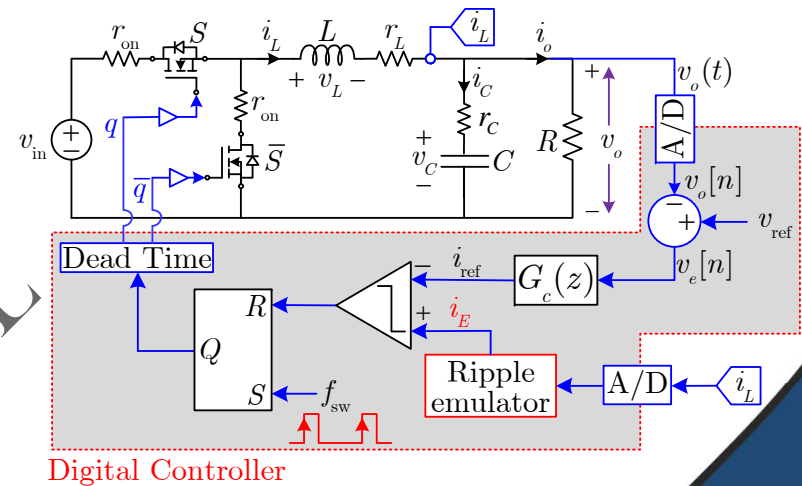 r_on S i_L L r_L i_L i_o
+ v_L − i_C v_o(t)
r_on r_C + A/D
v_in + − q S̅ + v_C − C R v_o −
q̅ v_o[n]
− + v_ref
Dead Time i_ref G_c(z) v_e[n]
R − + i_E
Q
S f_sw Ripple emulator A/D i_L
Digital Controller